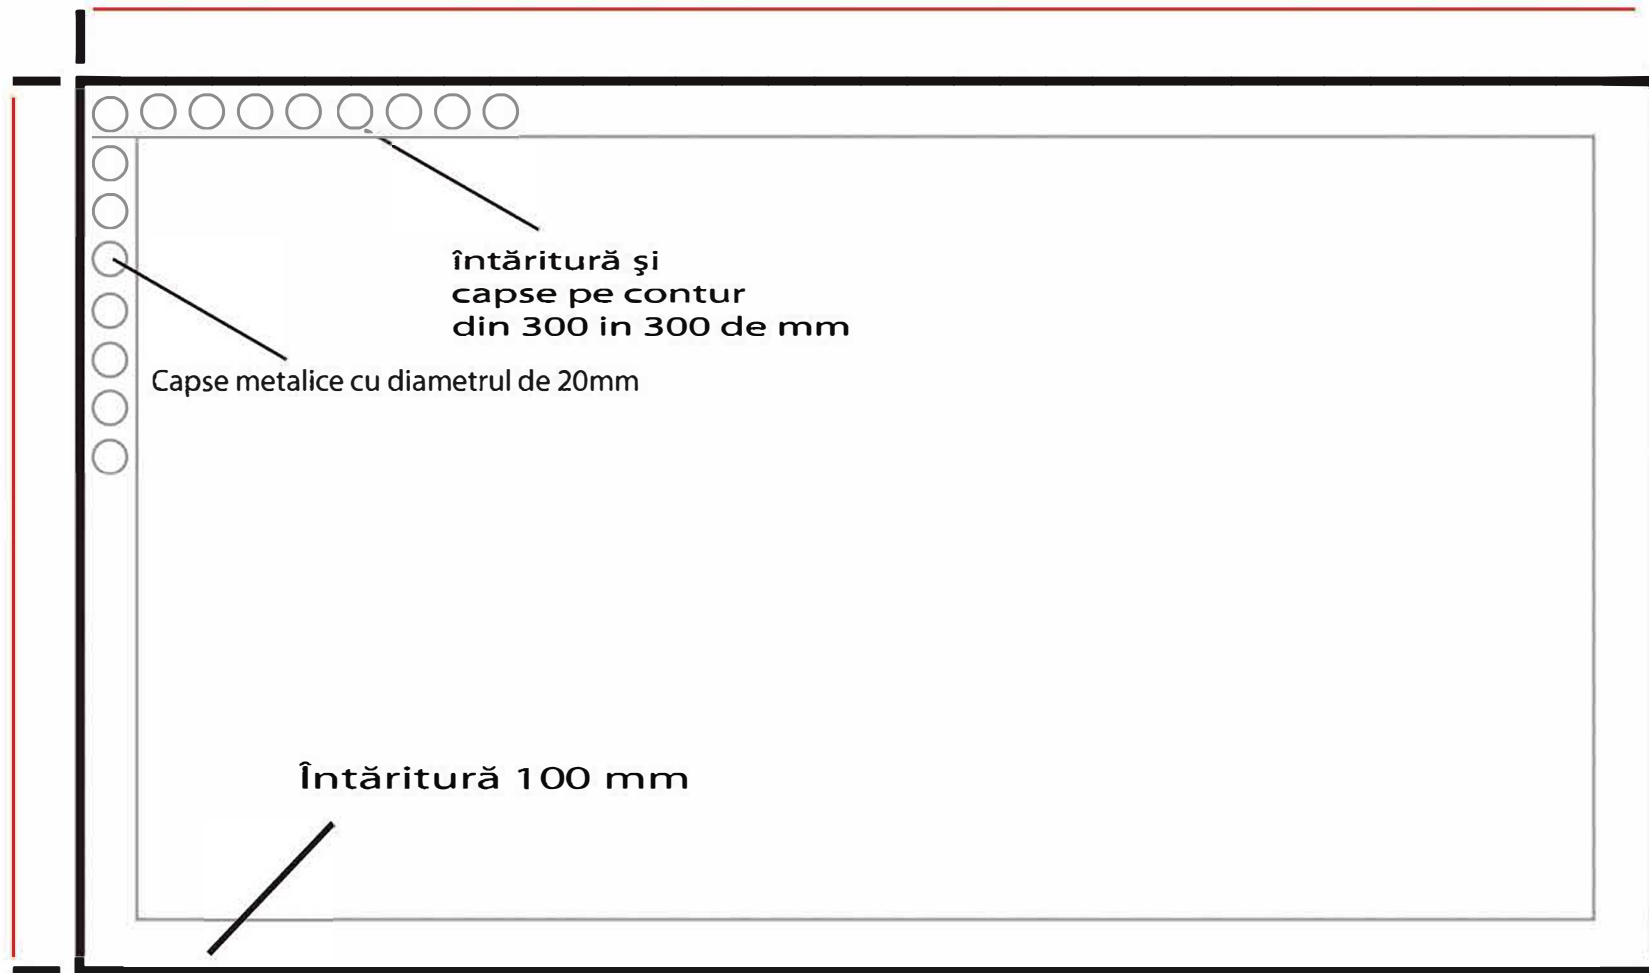 întăritură şi
capse pe contur
din 300 in 300 de mm
Capse metalice cu diametrul de 20mm
Întăritură 100 mm